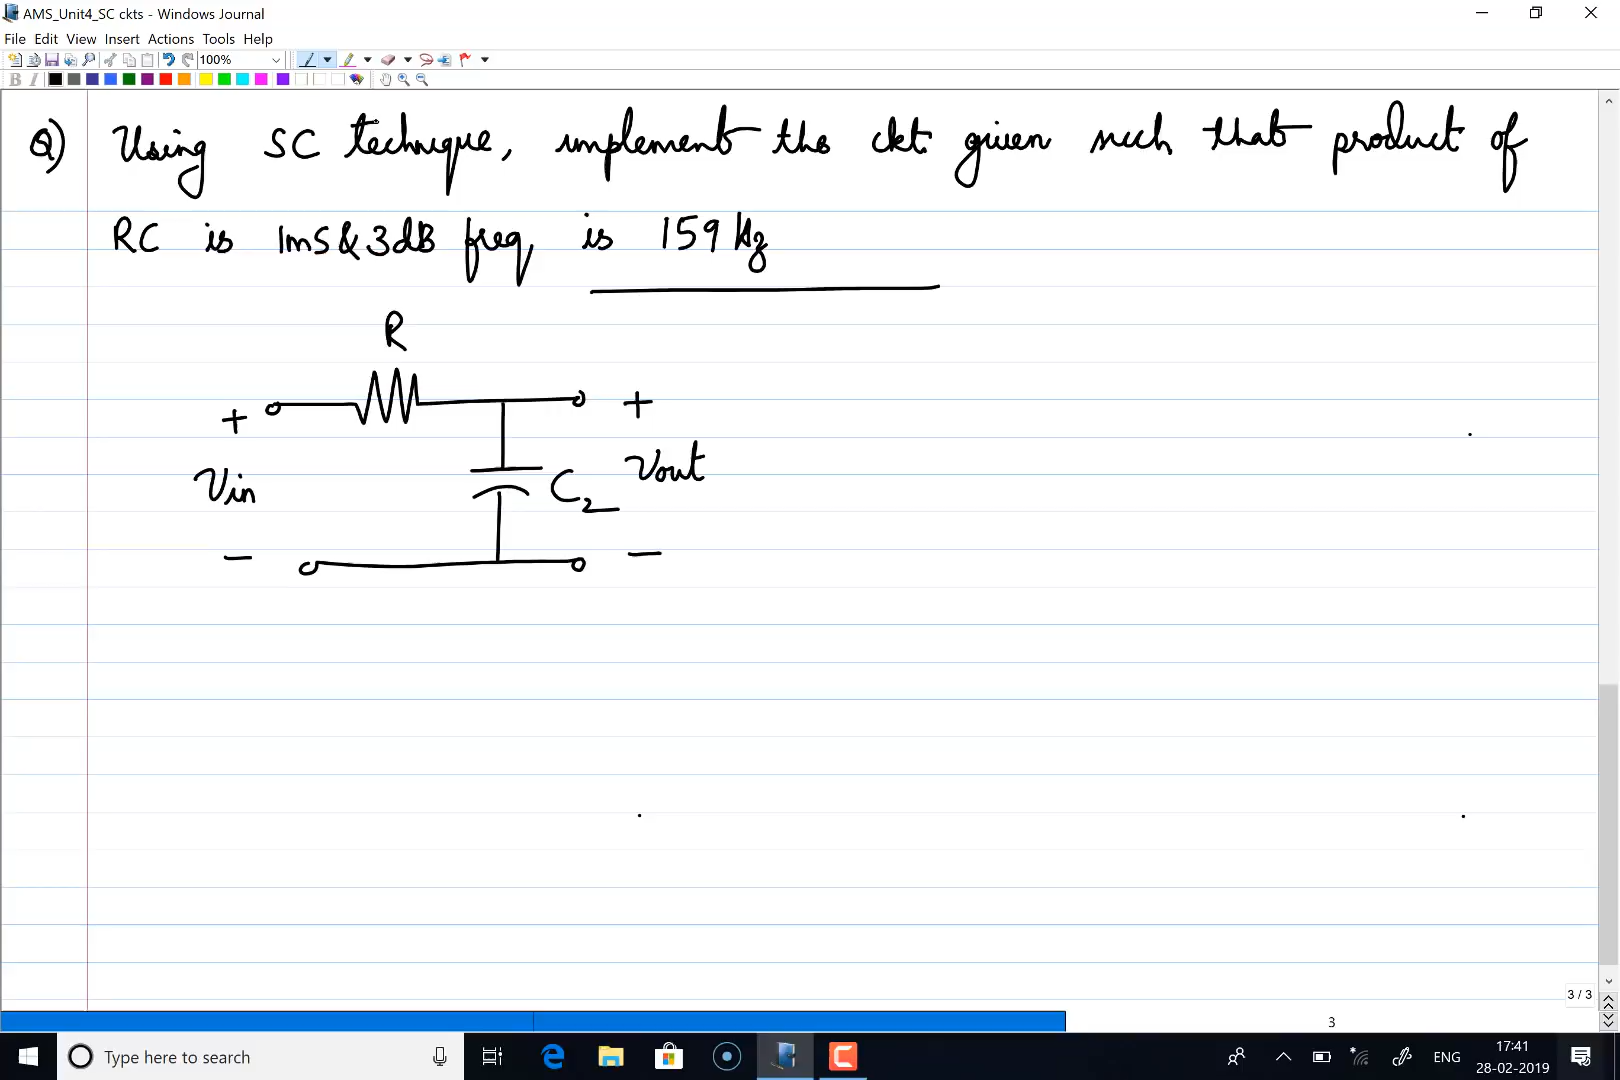 AMS_Unit4_SC ckts - Windows Journal
File Edit View Insert Actions Tools Help
100%
B I
Q) Using SC technique, implement the ckt given such that product of
RC is 1mS & 3dB freq, is 159 Hz
R
+ +
Vin C2 Vout
- -
3 / 3
3
Type here to search
ENG
17:41
28-02-2019